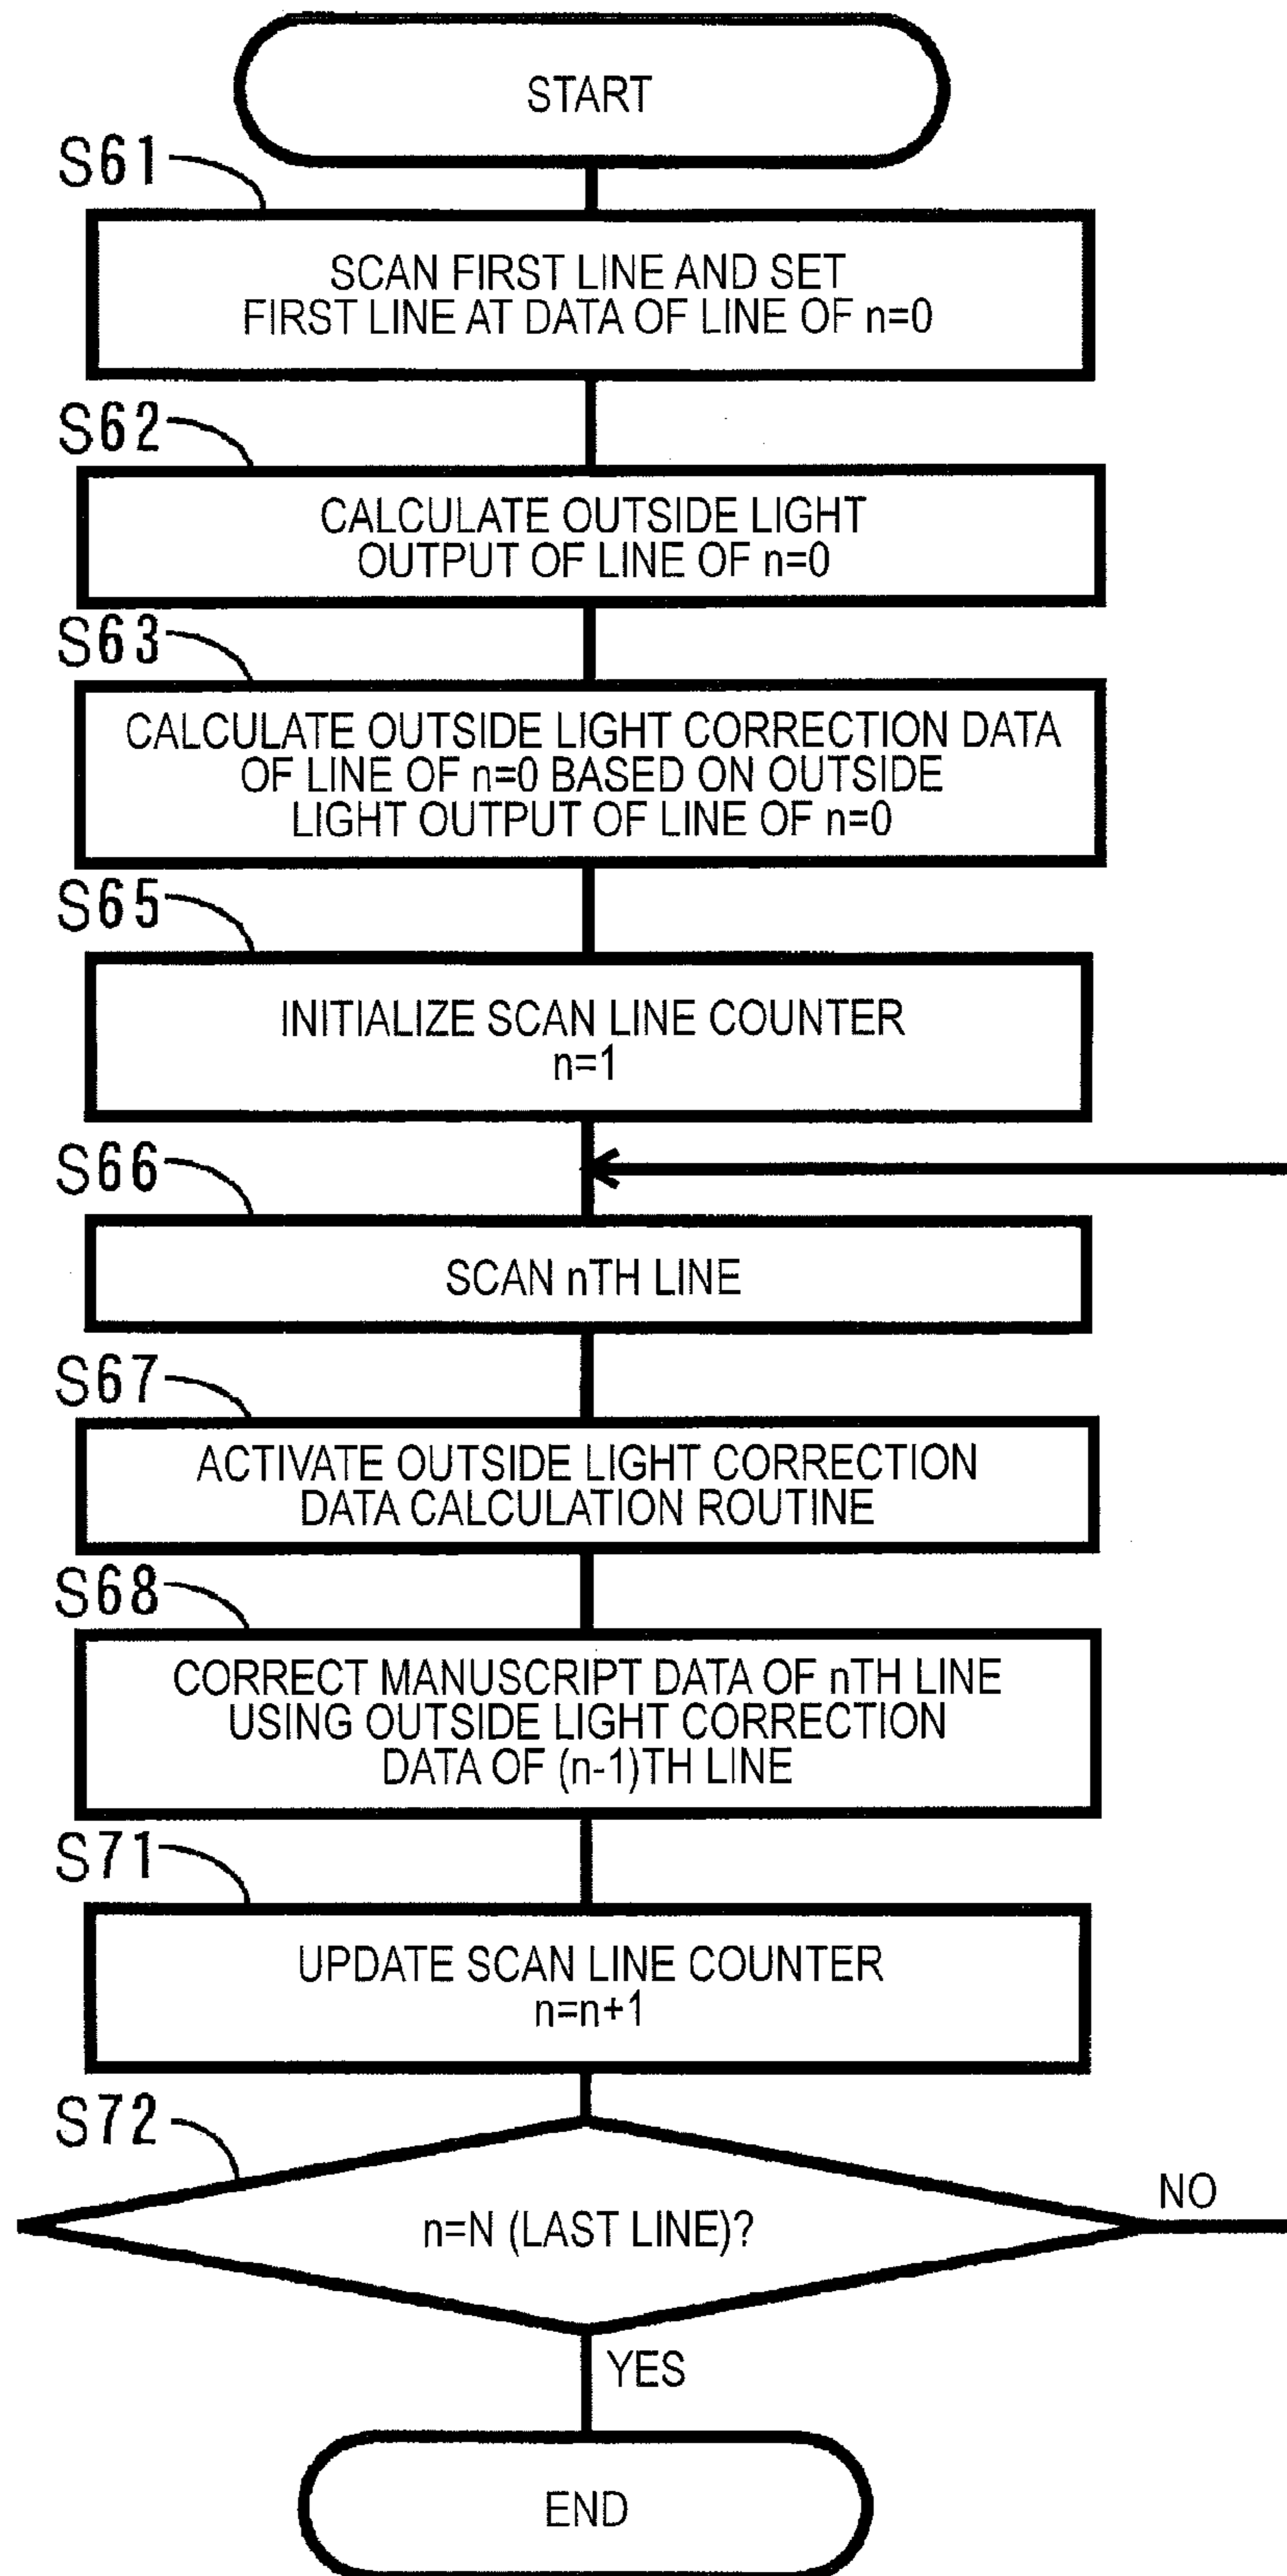 START
S61
SCAN FIRST LINE AND SET
FIRST LINE AT DATA OF LINE OF n=0
S62
CALCULATE OUTSIDE LIGHT
OUTPUT OF LINE OF n=0
S63
CALCULATE OUTSIDE LIGHT CORRECTION DATA
OF LINE OF n=0 BASED ON OUTSIDE
LIGHT OUTPUT OF LINE OF n=0
S65
INITIALIZE SCAN LINE COUNTER
n=1
S66
SCAN nTH LINE
S67
ACTIVATE OUTSIDE LIGHT CORRECTION
DATA CALCULATION ROUTINE
S68
CORRECT MANUSCRIPT DATA OF nTH LINE
USING OUTSIDE LIGHT CORRECTION
DATA OF (n-1)TH LINE
S71
UPDATE SCAN LINE COUNTER
n=n+1
S72
n=N (LAST LINE)?
NO
YES
END